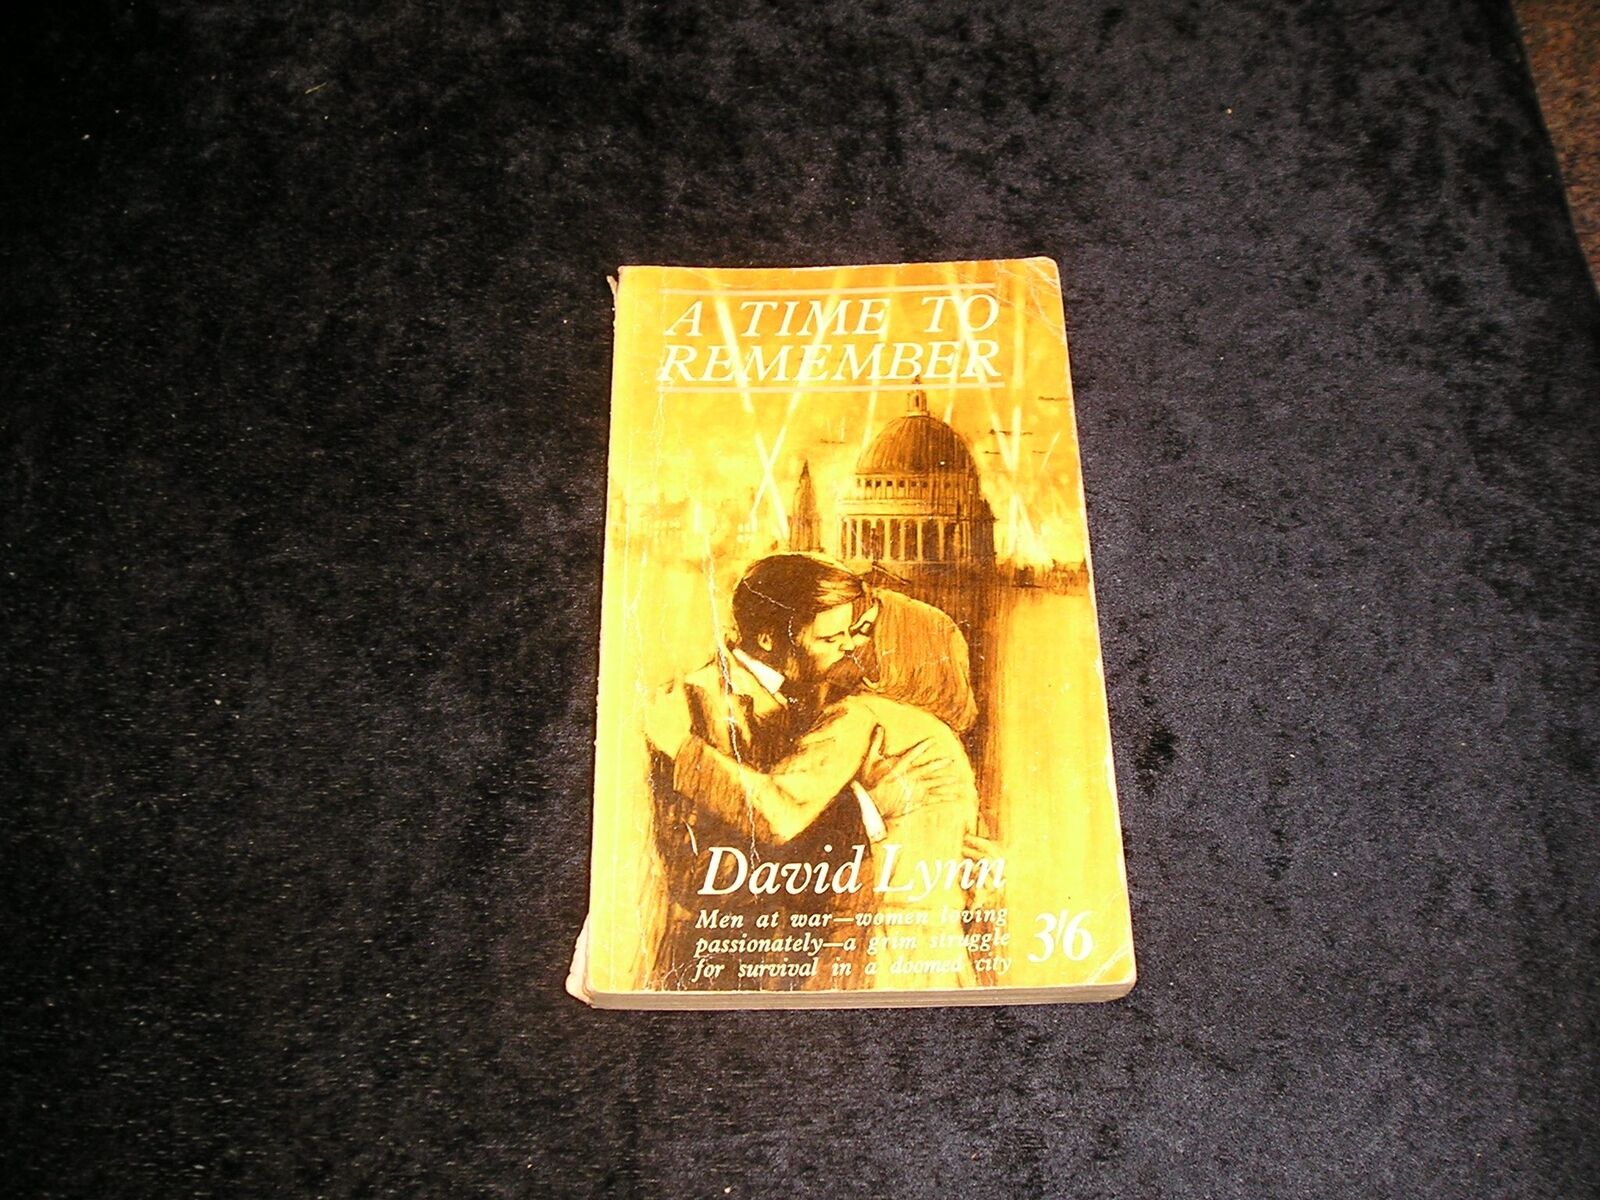 A TIME TO
REMEMBER
David Lynn
Men at war—women loving
passionately—a grim struggle
for survival in a doomed city
3/6